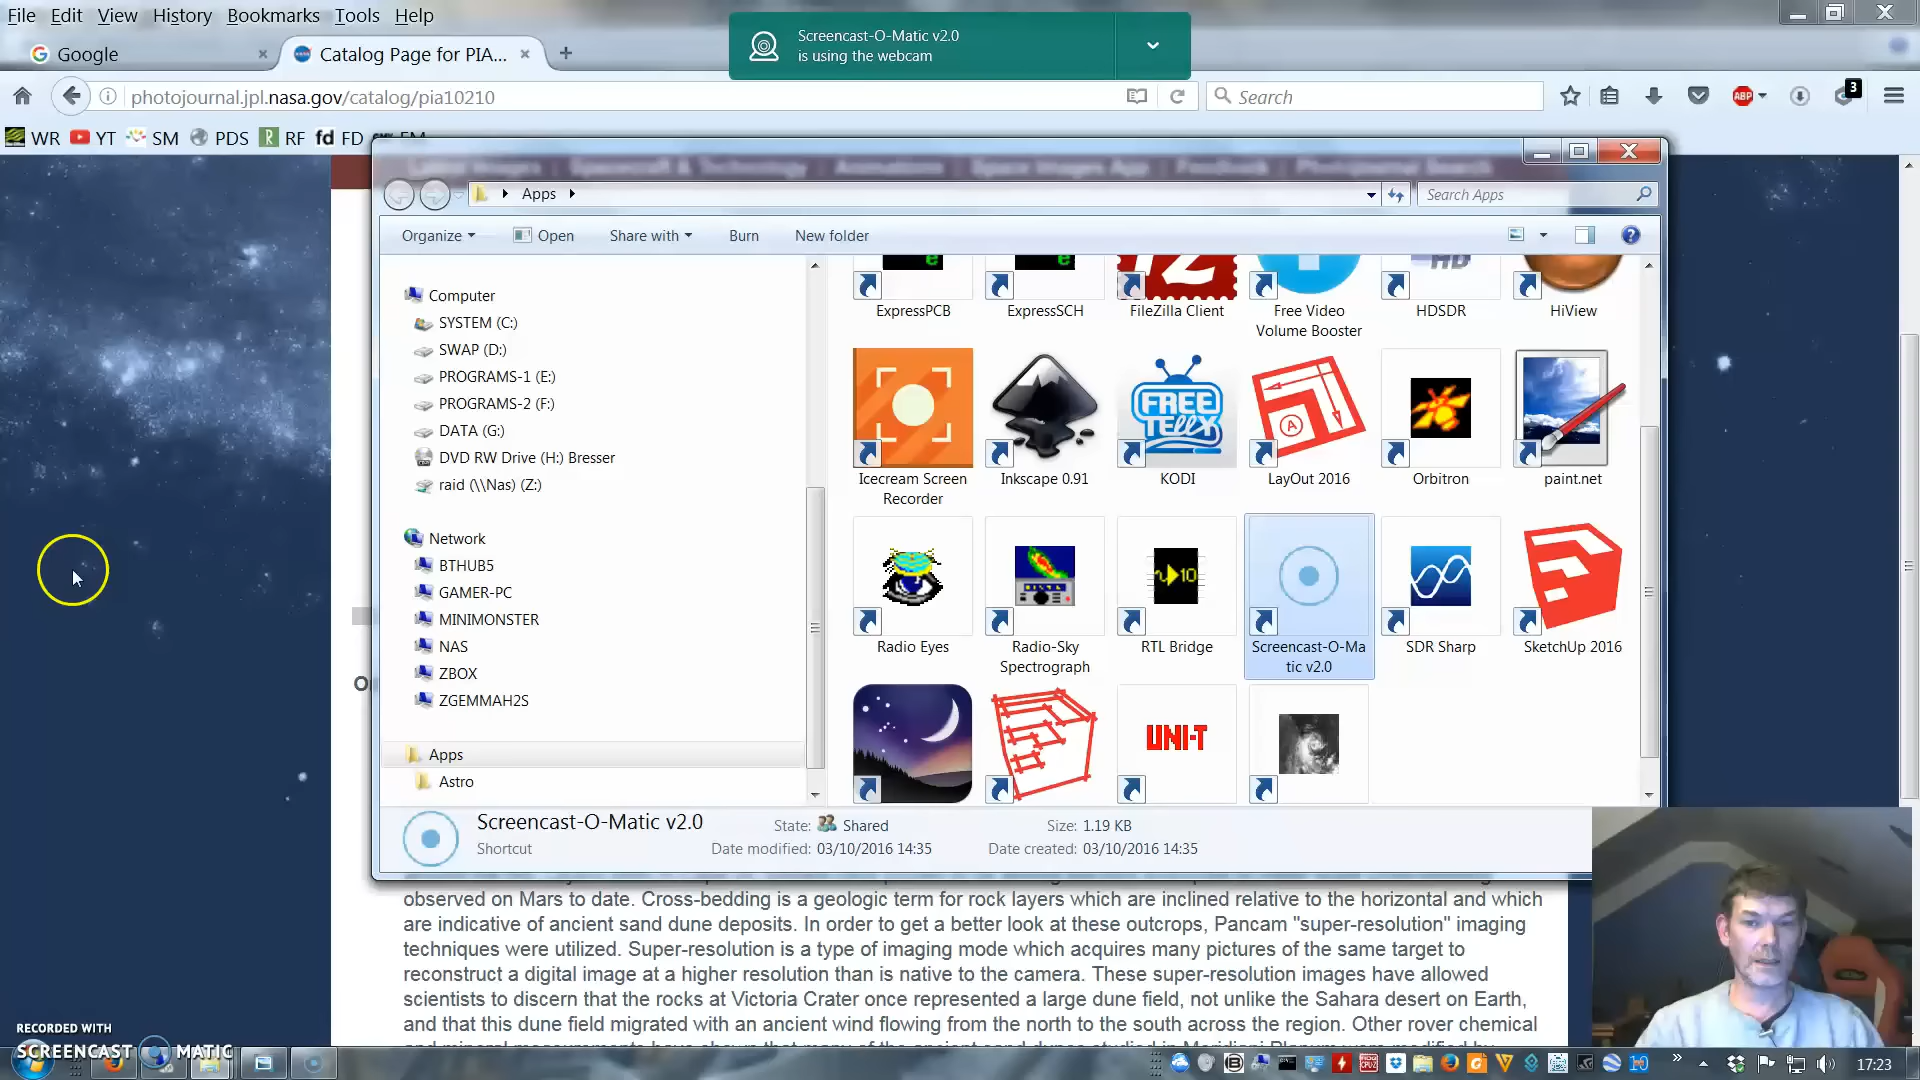 File Edit View History Bookmarks Tools Help
Screencast-O-Matic v2.0
is using the webcam
Google
Catalog Page for PIA...
photojournal.jpl.nasa.gov/catalog/pia10210
Search
ABP
3
WR YT SM PDS RF fd FD
Apps
Search Apps
Organize Open Share with Burn New folder
Computer
SYSTEM (C:)
SWAP (D:)
PROGRAMS-1 (E:)
PROGRAMS-2 (F:)
DATA (G:)
DVD RW Drive (H:) Bresser
raid (\\Nas) (Z:)
Network
BTHUB5
GAMER-PC
MINIMONSTER
NAS
ZBOX
ZGEMMAH2S
Apps
Astro
ExpressPCB ExpressSCH FileZilla Client Free Video Volume Booster HDSDR HiView
FREE
TELLY
A
Icecream Screen Recorder Inkscape 0.91 KODI LayOut 2016 Orbitron paint.net
10
Radio Eyes Radio-Sky Spectrograph RTL Bridge Screencast-O-Matic v2.0 SDR Sharp SketchUp 2016
UNI-T
Screencast-O-Matic v2.0 State: Shared Size: 1.19 KB
Shortcut Date modified: 03/10/2016 14:35 Date created: 03/10/2016 14:35
observed on Mars to date. Cross-bedding is a geologic term for rock layers which are inclined relative to the horizontal and which
are indicative of ancient sand dune deposits. In order to get a better look at these outcrops, Pancam "super-resolution" imaging
techniques were utilized. Super-resolution is a type of imaging mode which acquires many pictures of the same target to
reconstruct a digital image at a higher resolution than is native to the camera. These super-resolution images have allowed
scientists to discern that the rocks at Victoria Crater once represented a large dune field, not unlike the Sahara desert on Earth,
and that this dune field migrated with an ancient wind flowing from the north to the south across the region. Other rover chemical
RECORDED WITH
SCREENCAST MATIC
17:23